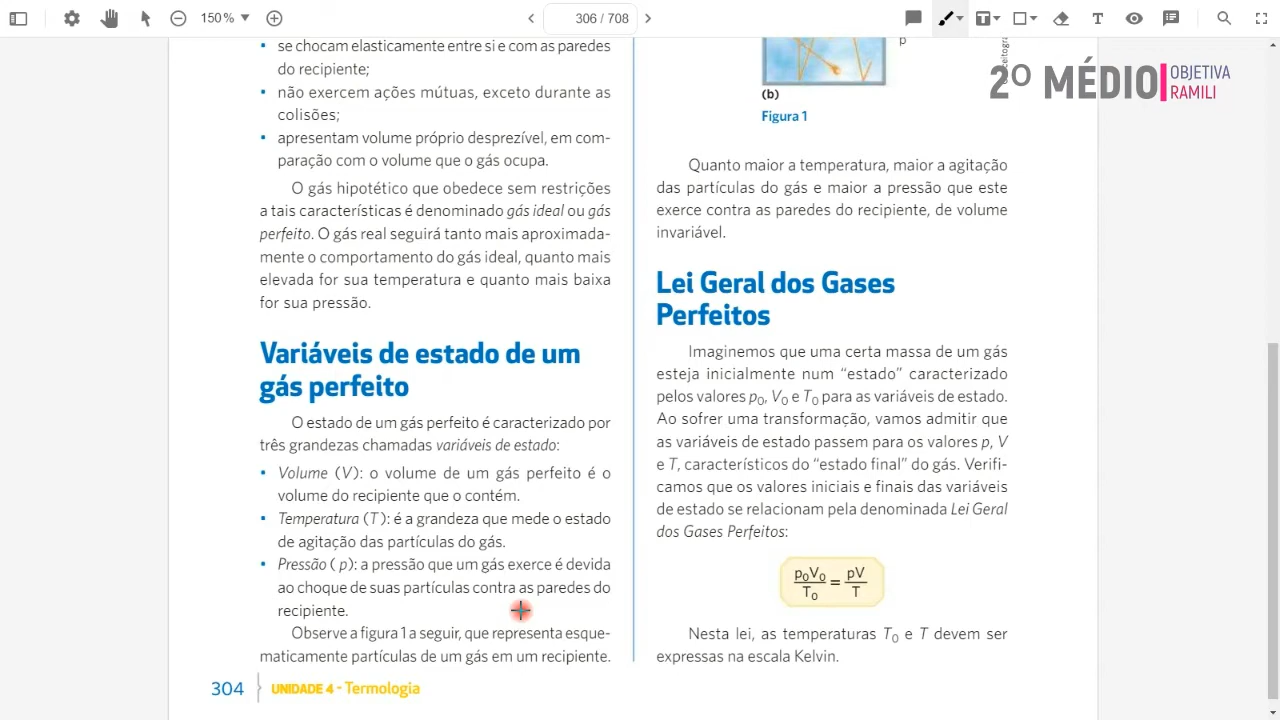 150 %
306 / 708
T
2º MÉDIO
OBJETIVA
RAMILI
se chocam elasticamente entre si e com as paredes
do recipiente;
• não exercem ações mútuas, exceto durante as
colisões;
• apresentam volume próprio desprezível, em com-
paração com o volume que o gás ocupa.
O gás hipotético que obedece sem restrições
a tais características é denominado gás ideal ou gás
perfeito. O gás real seguirá tanto mais aproximada-
mente o comportamento do gás ideal, quanto mais
elevada for sua temperatura e quanto mais baixa
for sua pressão.
Variáveis de estado de um
gás perfeito
O estado de um gás perfeito é caracterizado por
três grandezas chamadas variáveis de estado:
• Volume (V): o volume de um gás perfeito é o
volume do recipiente que o contém.
• Temperatura (T): é a grandeza que mede o estado
de agitação das partículas do gás.
• Pressão ( p): a pressão que um gás exerce é devida
ao choque de suas partículas contra as paredes do
recipiente.
Observe a figura 1 a seguir, que representa esque-
maticamente partículas de um gás em um recipiente.
304
UNIDADE 4 - Termologia
p
(b)
Figura 1
Quanto maior a temperatura, maior a agitação
das partículas do gás e maior a pressão que este
exerce contra as paredes do recipiente, de volume
invariável.
Lei Geral dos Gases
Perfeitos
Imaginemos que uma certa massa de um gás
esteja inicialmente num “estado” caracterizado
pelos valores p₀, V₀ e T₀ para as variáveis de estado.
Ao sofrer uma transformação, vamos admitir que
as variáveis de estado passem para os valores p, V
e T, característicos do “estado final” do gás. Verifi-
camos que os valores iniciais e finais das variáveis
de estado se relacionam pela denominada Lei Geral
dos Gases Perfeitos:
p₀V₀/T₀ = pV/T
Nesta lei, as temperaturas T₀ e T devem ser
expressas na escala Kelvin.